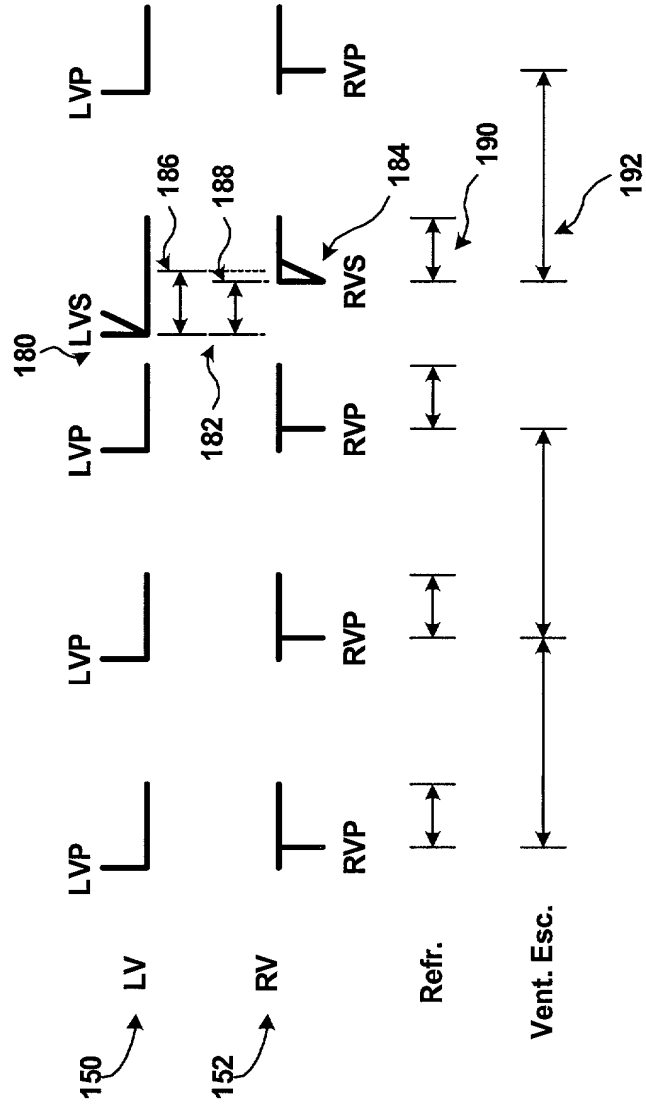 180
150
LVP
LVP
LVP
LVS
LVP
LV
186
182
188
152
RV
RVP
RVP
RVP
RVS
RVP
184
Refr.
190
Vent. Esc.
192